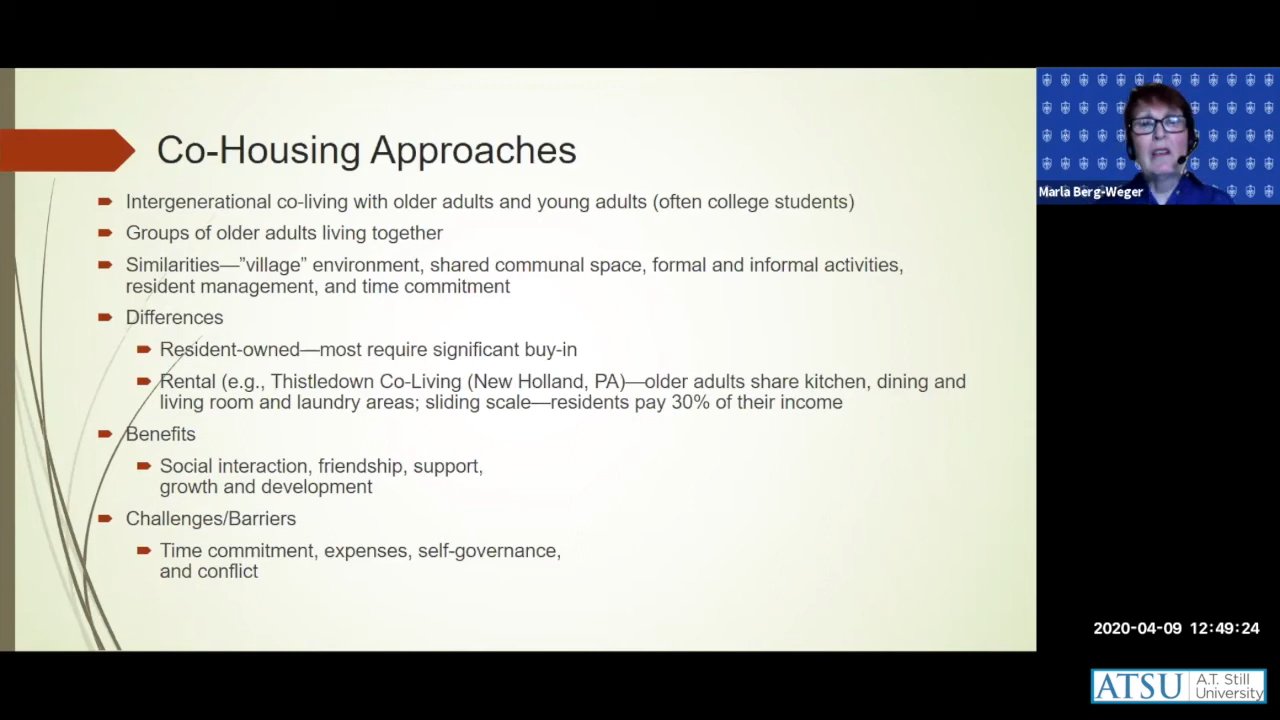 Co-Housing Approaches
Intergenerational co-living with older adults and young adults (often college students)
Groups of older adults living together
Similarities—”village” environment, shared communal space, formal and informal activities,
resident management, and time commitment
Differences
Resident-owned—most require significant buy-in
Rental (e.g., Thistledown Co-Living (New Holland, PA)—older adults share kitchen, dining and
living room and laundry areas; sliding scale—residents pay 30% of their income
Benefits
Social interaction, friendship, support,
growth and development
Challenges/Barriers
Time commitment, expenses, self-governance,
and conflict
Marla Berg-Weger
2020-04-09 12:49:24
ATSU A.T. Still
University